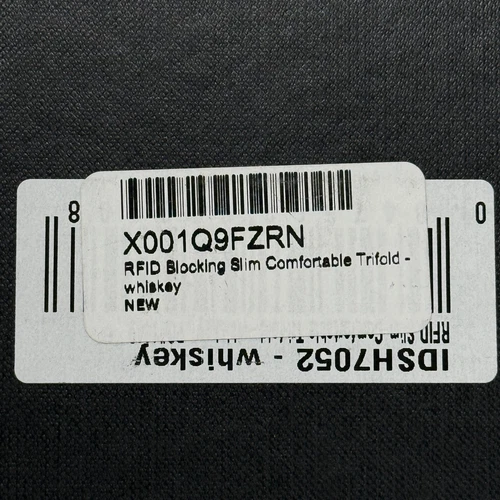 X001Q9FZRN
RFID Blocking Slim Comfortable Trifold -
whiskey
NEW
8
0
IDSH7052 - whiskey